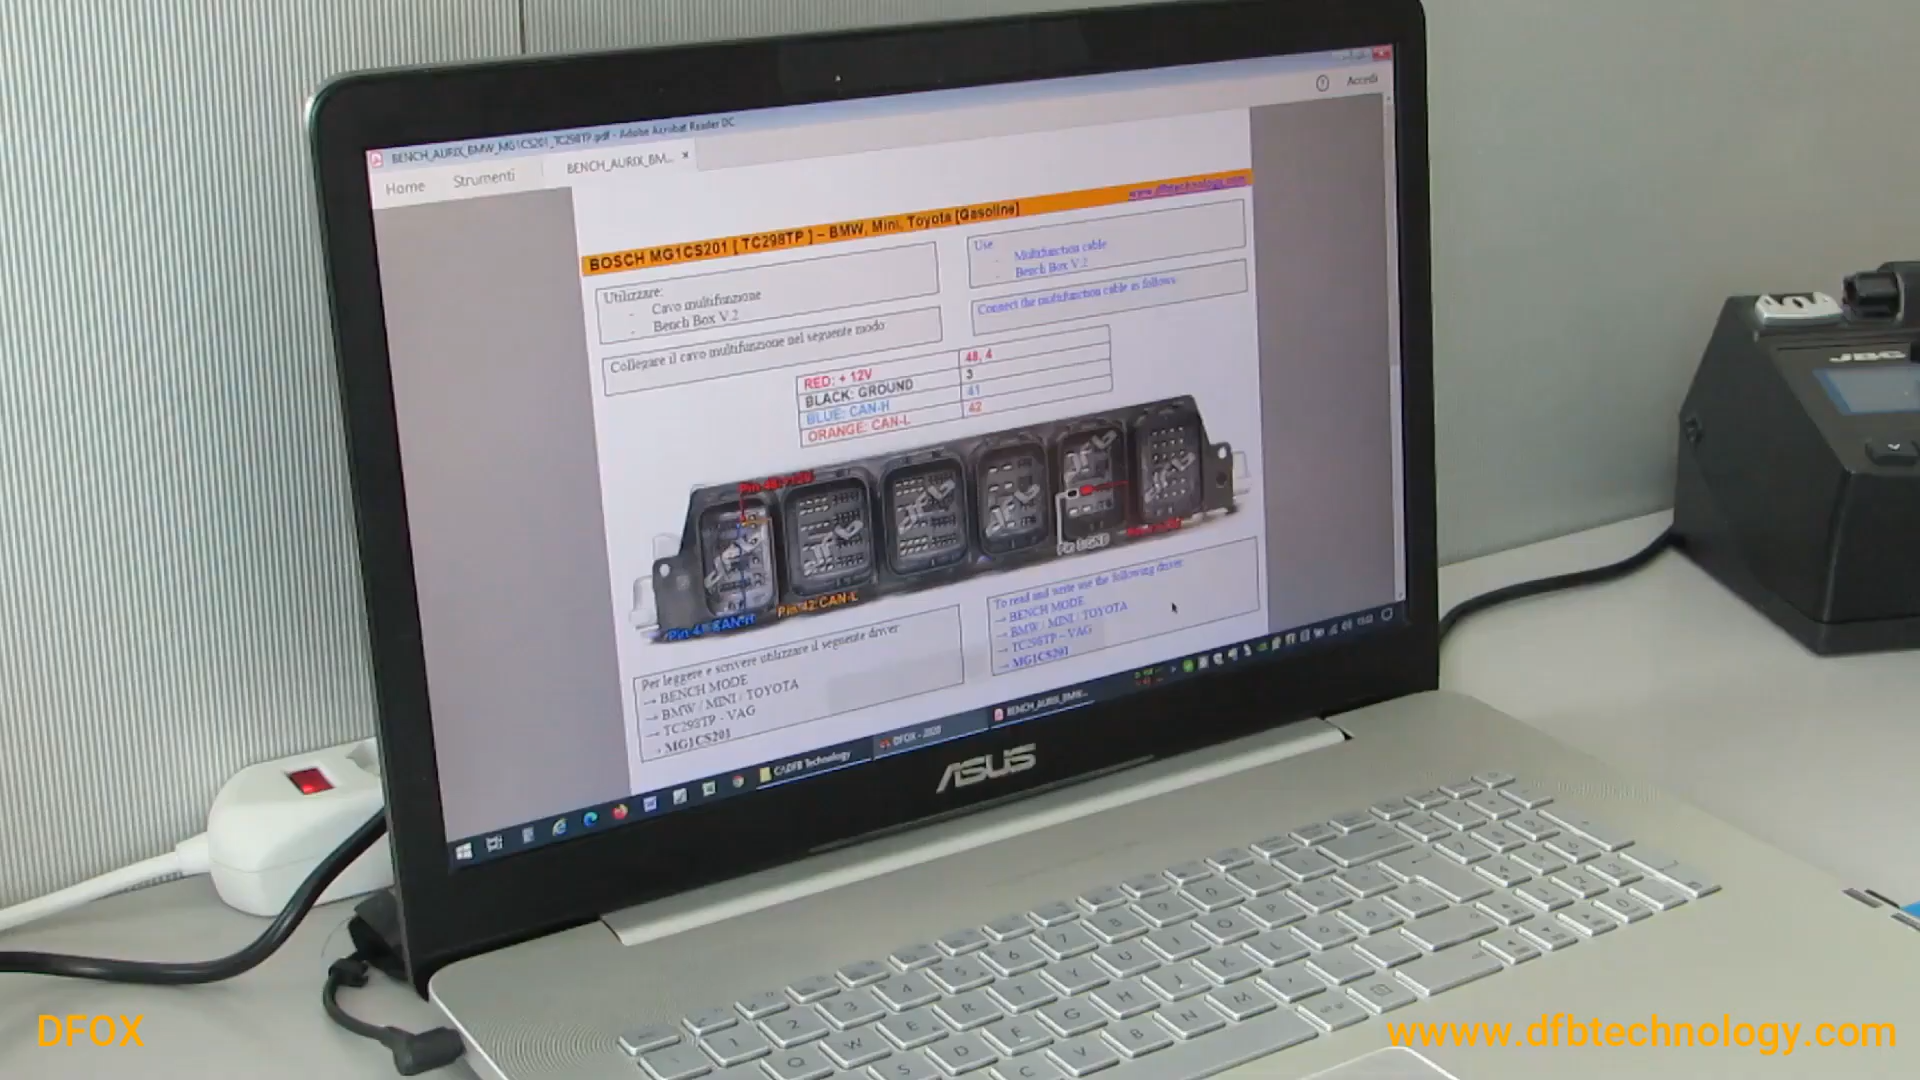 BENCH_AURIX_BMW_MG1CS201_TC298TP.pdf - Adobe Acrobat Reader DC
Home
Strumenti
BENCH_AURIX_BM...
Accedi
www.dfbtechnology.com
BOSCH MG1CS201 [ TC298TP ] – BMW, Mini, Toyota [Gasoline]
Utilizzare:
- Cavo multifunzione
- Bench Box V.2
Use
- Multifunction cable
- Bench Box V.2
Collegare il cavo multifunzione nel seguente modo
Connect the multifunction cable as follows:
RED: + 12V 48, 4
BLACK: GROUND 3
BLUE: CAN-H 41
ORANGE: CAN-L 42
Pin 42 CAN-L
Per leggere e scrivere utilizzare il seguente driver
→ BENCH MODE
→ BMW / MINI / TOYOTA
→ TC298TP - VAG
→ MG1CS201
To read and write use the following driver
→ BENCH MODE
→ BMW / MINI / TOYOTA
→ TC298TP – VAG
→ MG1CS201
C:\DFB Technology
DFOX - 2020
BENCH_AURIX_BMW...
ASUS
JBC
DFOX
www.dfbtechnology.com